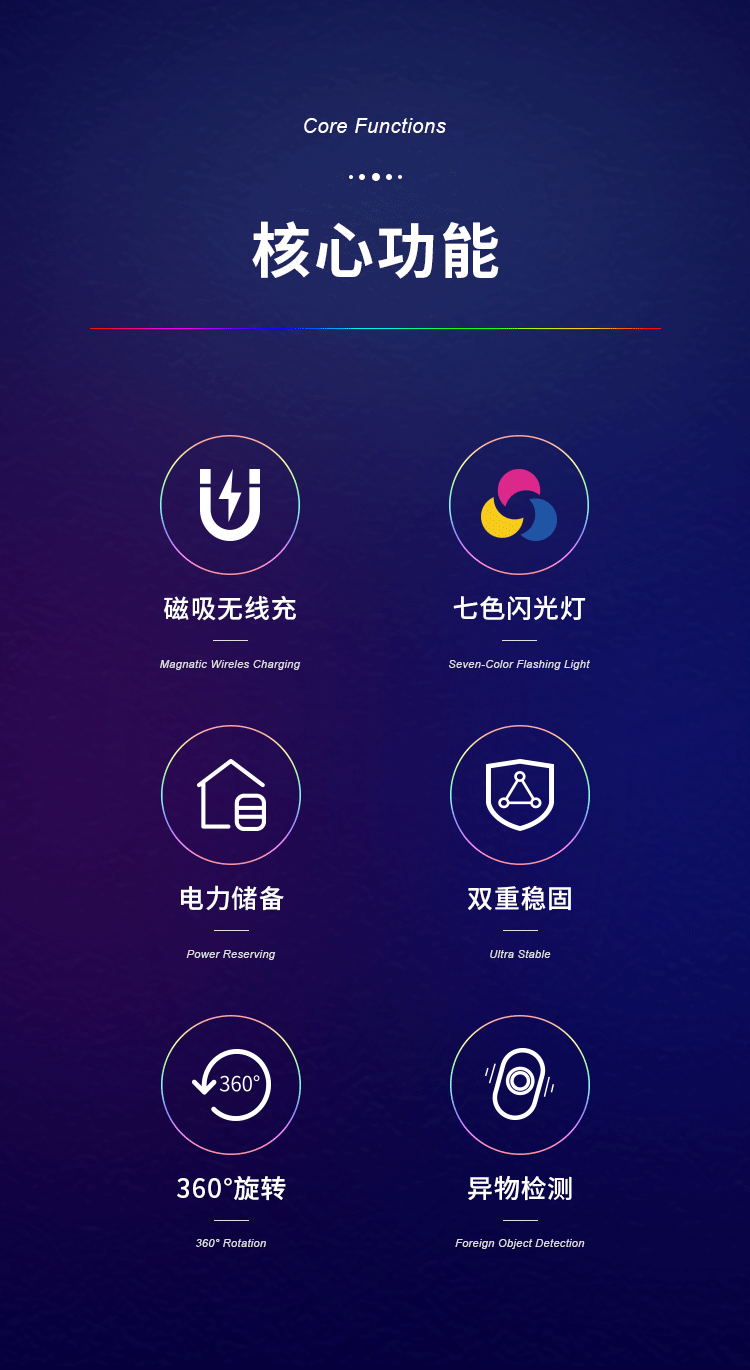 Core Functions
核心功能
磁吸无线充
Magnatic Wireles Charging
七色闪光灯
Seven-Color Flashing Light
电力储备
Power Reserving
双重稳固
Ultra Stable
360°
360°旋转
360° Rotation
异物检测
Foreign Object Detection